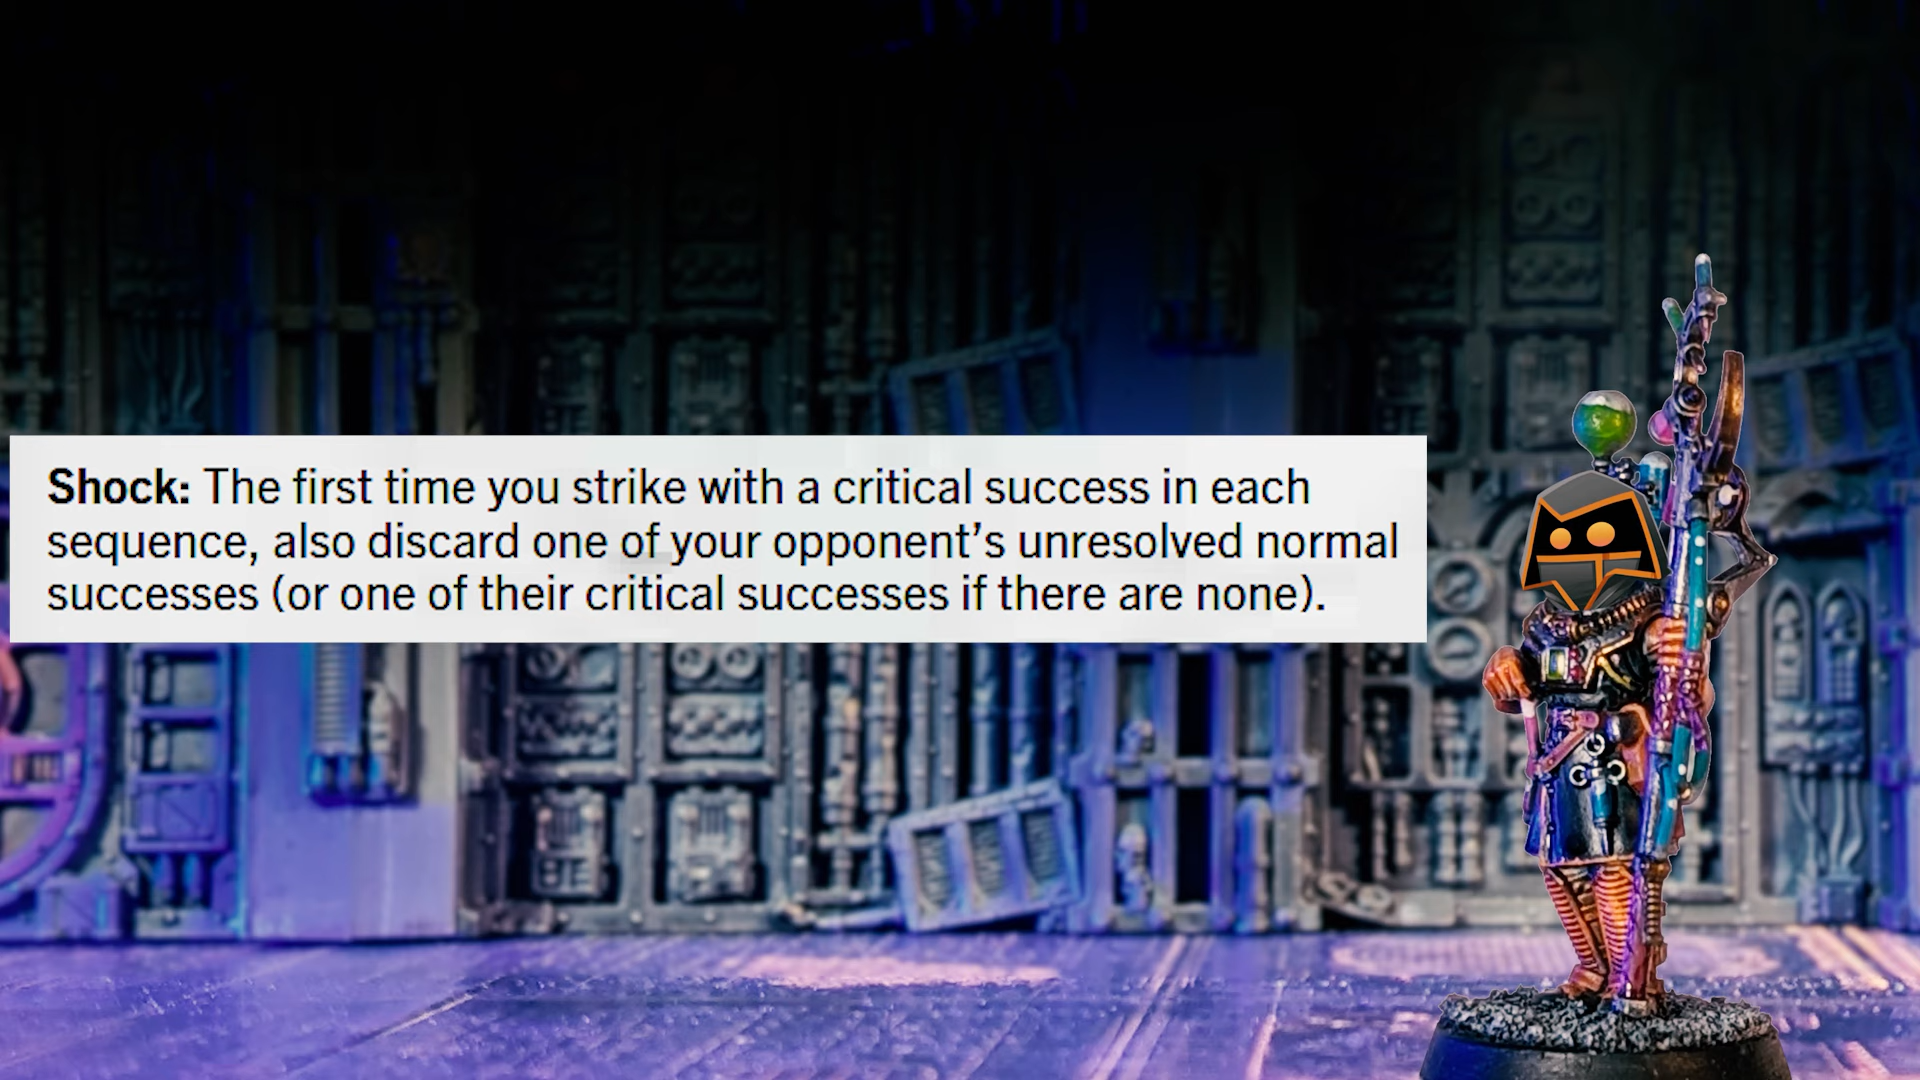 Shock: The first time you strike with a critical success in each
sequence, also discard one of your opponent's unresolved normal
successes (or one of their critical successes if there are none).